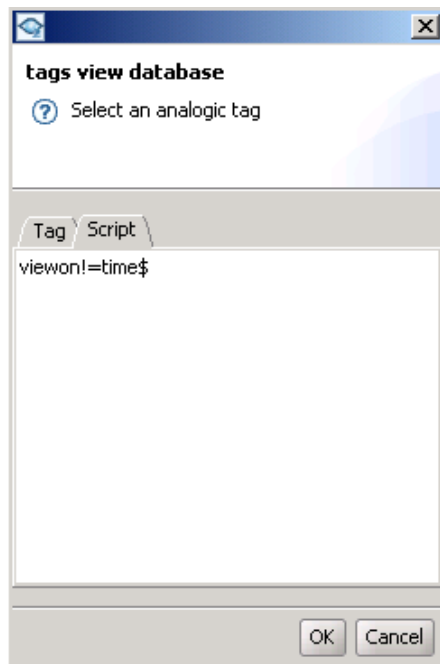 tags view database
Select an analogic tag
Tag Script
viewon!=time$
OK Cancel